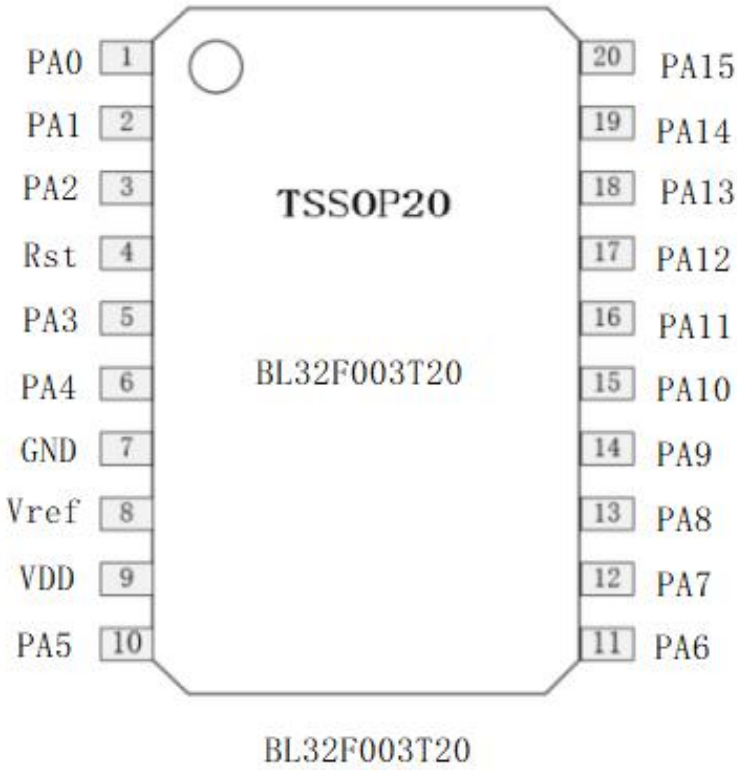 PA0 1 20 PA15
PA1 2 19 PA14
PA2 3 18 PA13
TSSOP20
Rst 4 17 PA12
PA3 5 16 PA11
BL32F003T20
PA4 6 15 PA10
GND 7 14 PA9
Vref 8 13 PA8
VDD 9 12 PA7
PA5 10 11 PA6
BL32F003T20